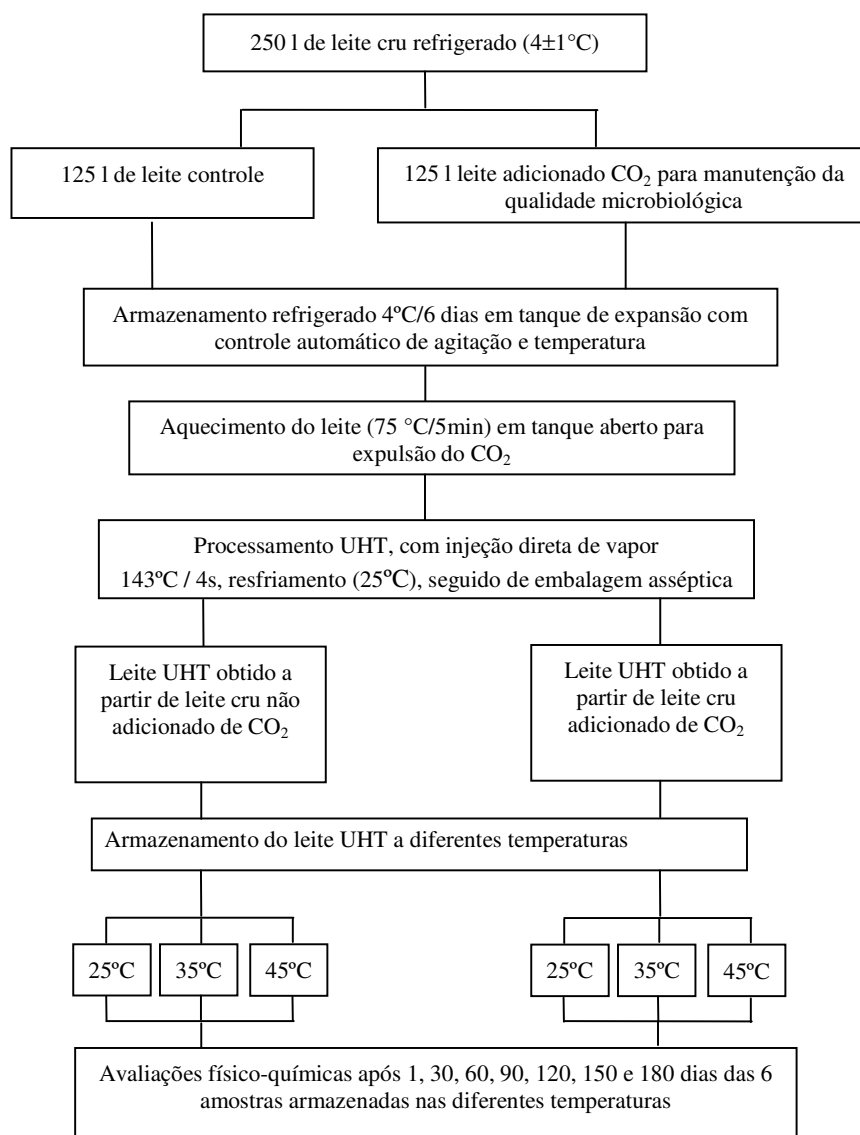 250 l de leite cru refrigerado (4±1°C)
125 l de leite controle
125 l leite adicionado CO₂ para manutenção da
qualidade microbiológica
Armazenamento refrigerado 4ºC/6 dias em tanque de expansão com
controle automático de agitação e temperatura
Aquecimento do leite (75 °C/5min) em tanque aberto para
expulsão do CO₂
Processamento UHT, com injeção direta de vapor
143ºC / 4s, resfriamento (25ºC), seguido de embalagem asséptica
Leite UHT obtido a
partir de leite cru não
adicionado de CO₂
Leite UHT obtido a
partir de leite cru
adicionado de CO₂
Armazenamento do leite UHT a diferentes temperaturas
25ºC 35ºC 45ºC 25ºC 35ºC 45ºC
Avaliações físico-químicas após 1, 30, 60, 90, 120, 150 e 180 dias das 6
amostras armazenadas nas diferentes temperaturas